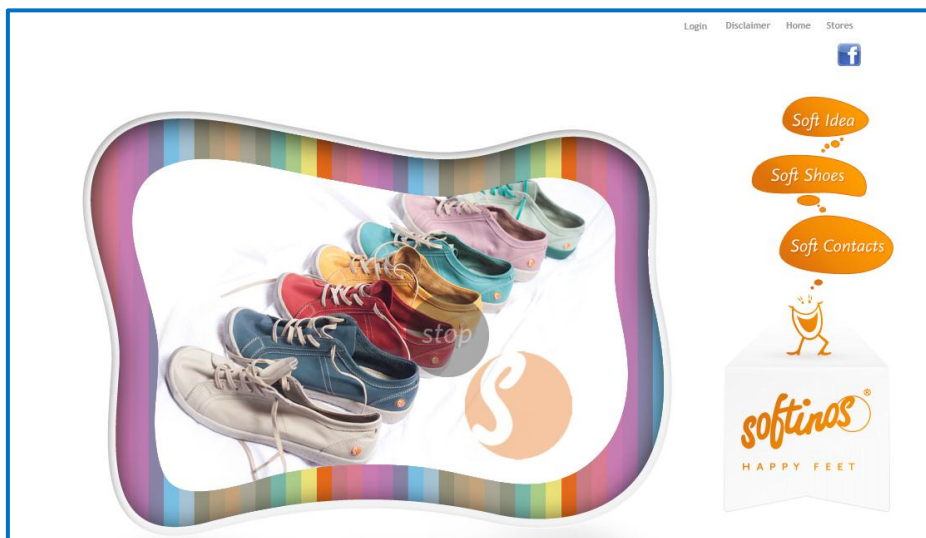 Login Disclaimer Home Stores
f
Soft Idea
Soft Shoes
Soft Contacts
stop
S
softinos®
HAPPY FEET